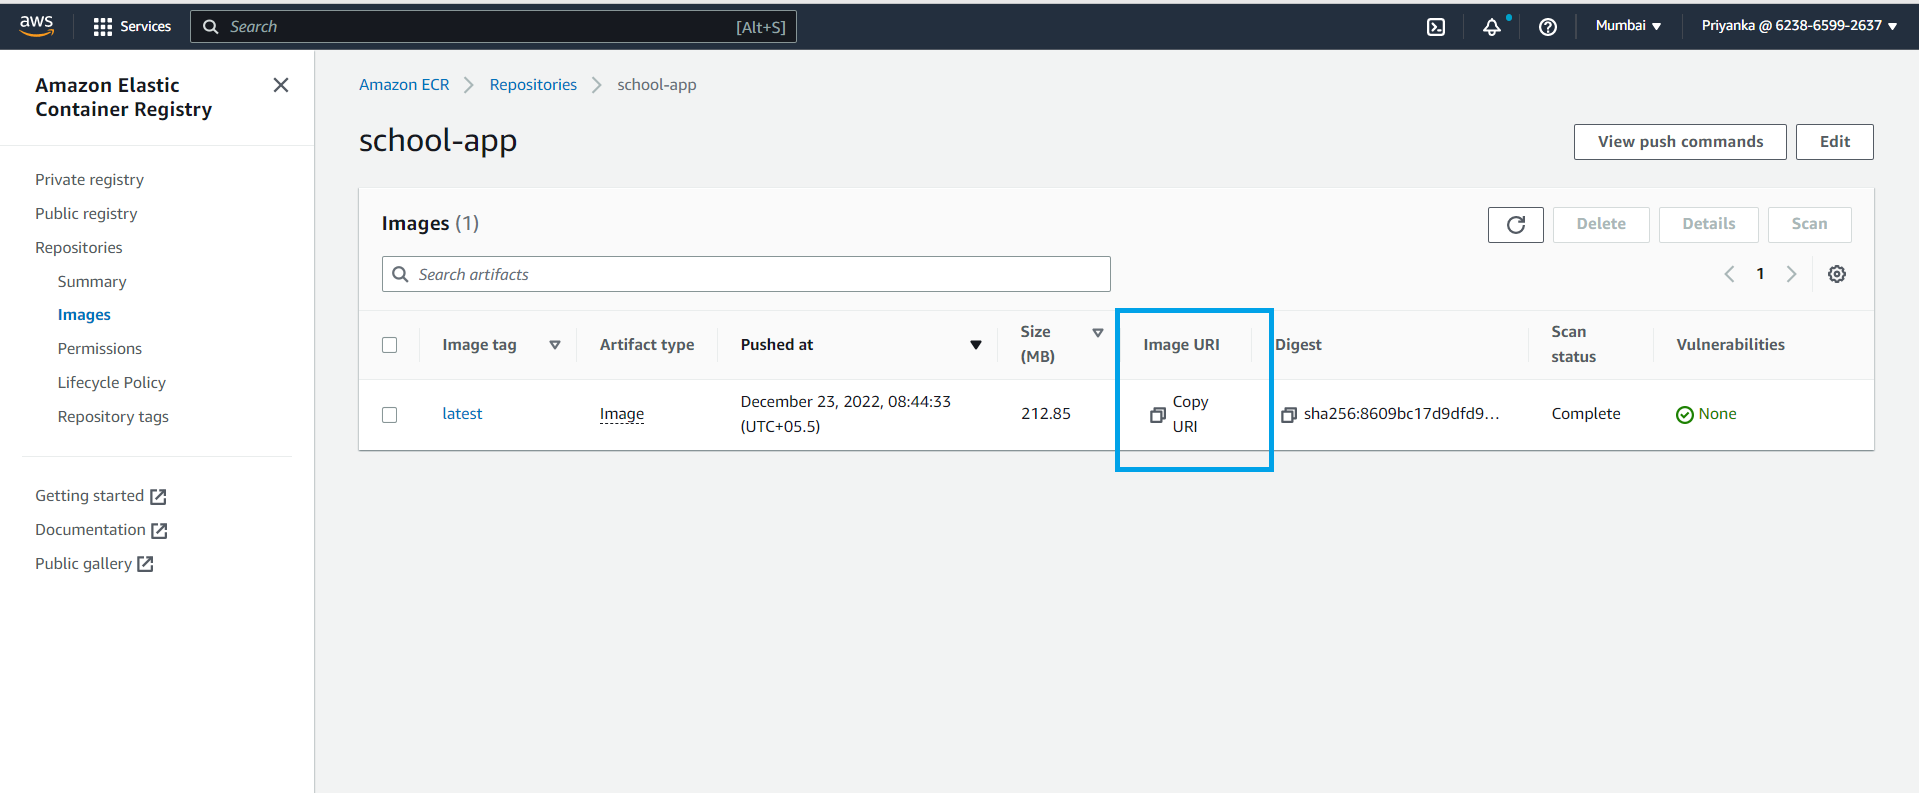 aws
Services
Search [Alt+S]
Mumbai
Priyanka @ 6238-6599-2637
Amazon Elastic
Container Registry
Private registry
Public registry
Repositories
Summary
Images
Permissions
Lifecycle Policy
Repository tags
Getting started
Documentation
Public gallery
Amazon ECR
Repositories
school-app
school-app
View push commands
Edit
Images (1)
Delete
Details
Scan
Search artifacts
1
Image tag
Artifact type
Pushed at
Size
(MB)
Image URI
Digest
Scan
status
Vulnerabilities
latest
Image
December 23, 2022, 08:44:33
(UTC+05.5)
212.85
Copy
URI
sha256:8609bc17d9dfd9...
Complete
None